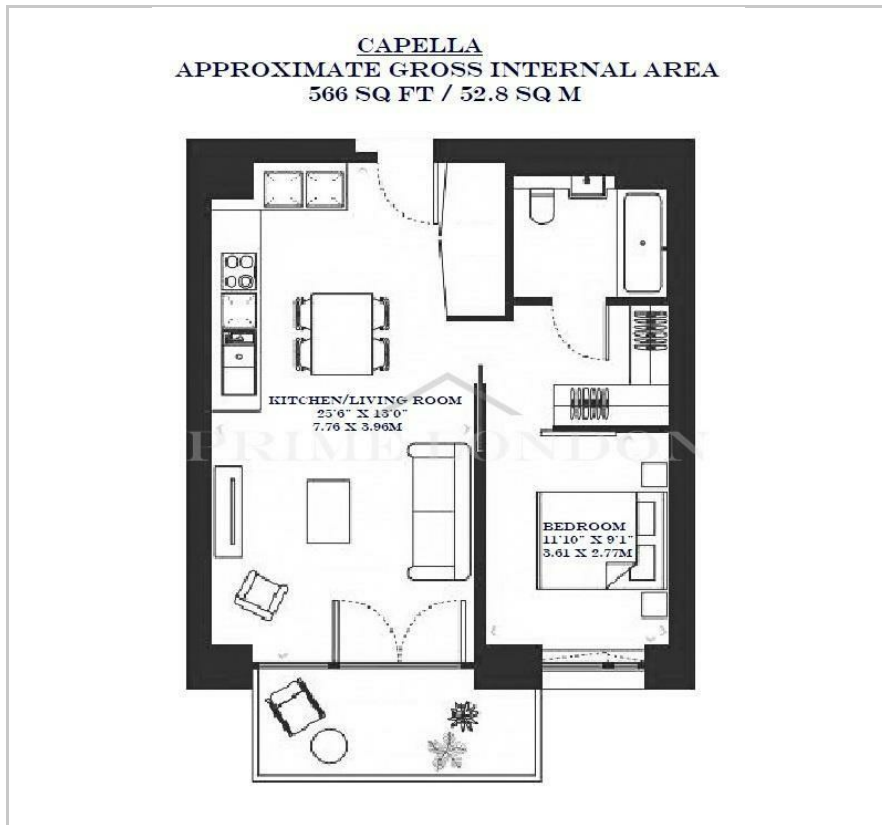 CAPELLA
APPROXIMATE GROSS INTERNAL AREA
566 SQ FT / 52.8 SQ M
KITCHEN/LIVING ROOM
25'6" X 13'0"
7.76 X 3.96M
PRIME LONDON
BEDROOM
11'10" X 9'1"
3.61 X 2.77M